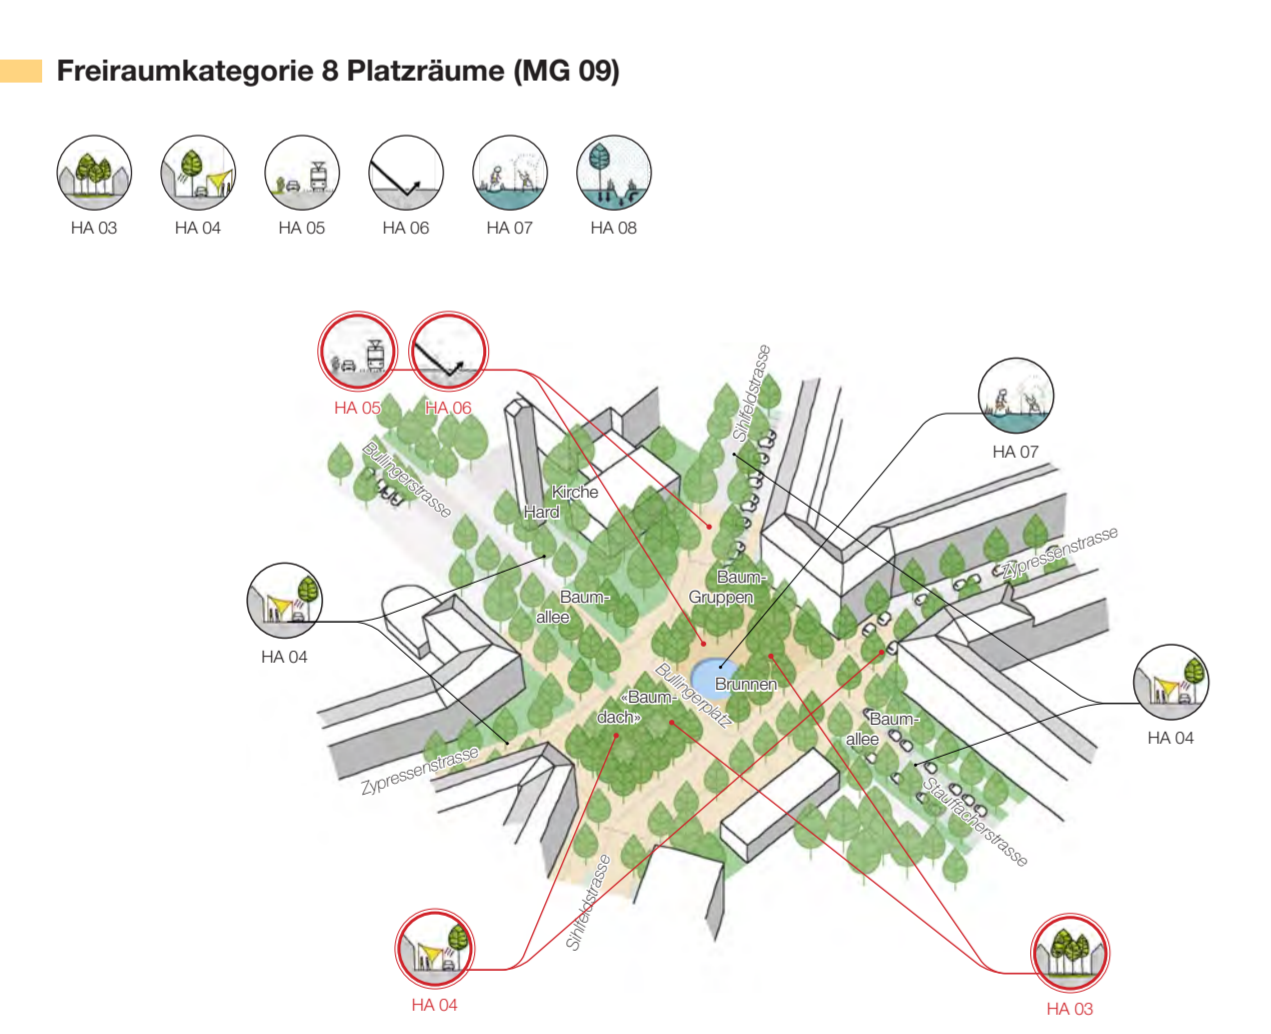 Freiraumkategorie 8 Platzräume (MG 09)
HA 03
HA 04
HA 05
HA 06
HA 07
HA 08
HA 05
HA 06
Sihlfeldstrasse
HA 07
Bullingerstrasse
Kirche
Hard
Zypressenstrasse
Baum-
Gruppen
Baum-
allee
HA 04
Bullingerplatz
Brunnen
«Baum-
dach»
Baum-
allee
HA 04
Zypressenstrasse
Stauffacherstrasse
Sihlfeldstrasse
HA 04
HA 03